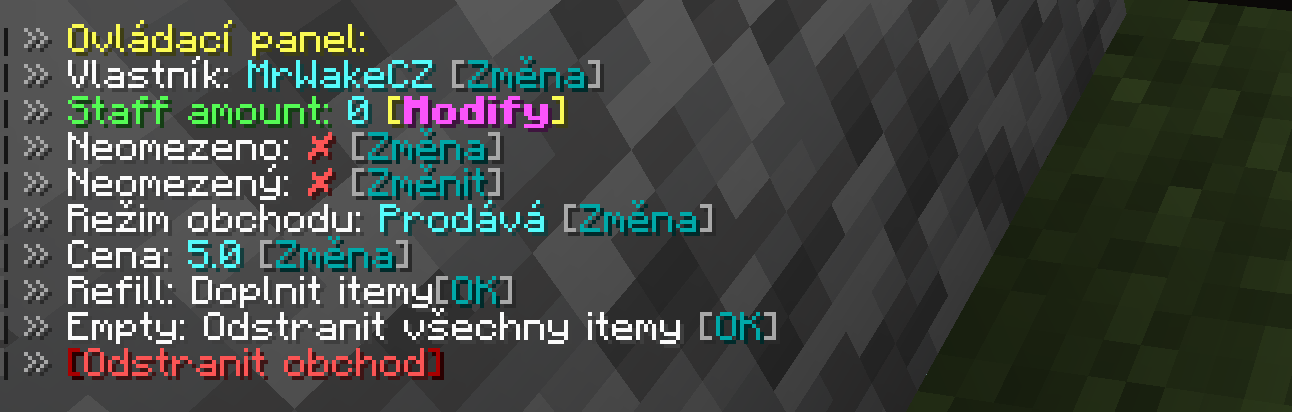 » Ovládací panel:
» Vlastník: MrWakeCZ [Změna]
» Staff amount: 0 [Modify]
» Neomezeno: ✘ [Změna]
» Neomezený: ✘ [Změnit]
» Režim obchodu: Prodává [Změna]
» Cena: 5.0 [Změna]
» Refill: Doplnit itemy[OK]
» Empty: Odstranit všechny itemy [OK]
» [Odstranit obchod]